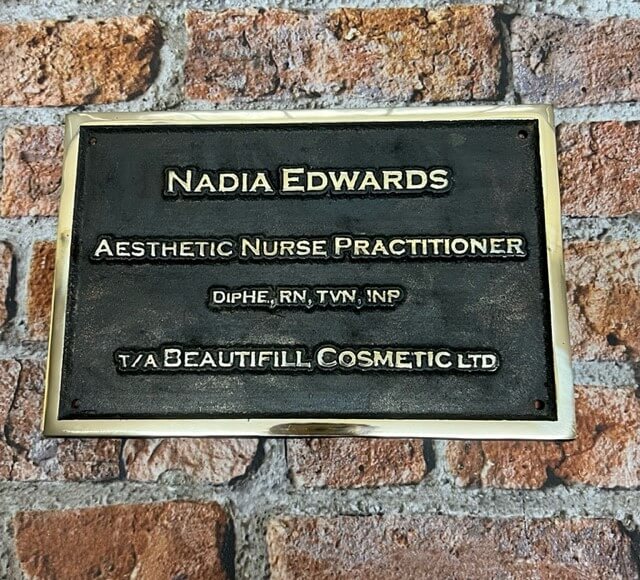 Nadia Edwards
Aesthetic Nurse Practitioner
DipHE, RN, TVN, INP
T/A Beautifill Cosmetic Ltd